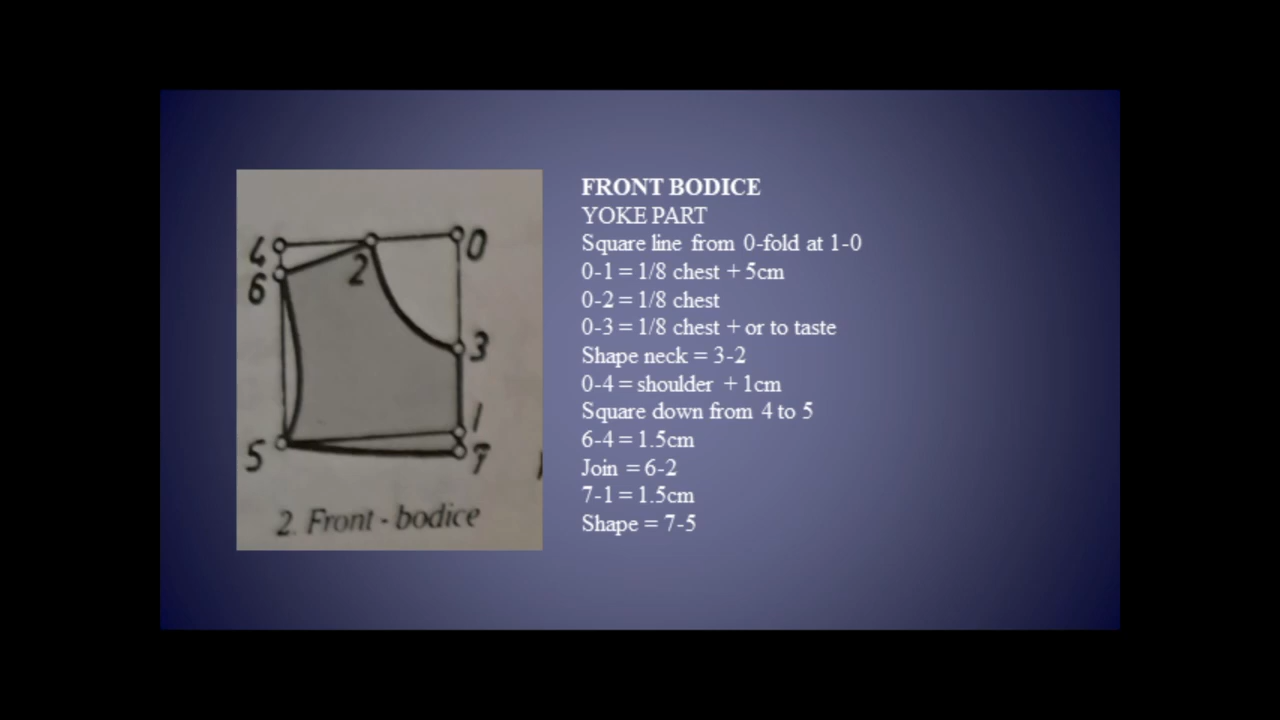 FRONT BODICE
YOKE PART
Square line from 0-fold at 1-0
0-1 = 1/8 chest + 5cm
0-2 = 1/8 chest
0-3 = 1/8 chest + or to taste
Shape neck = 3-2
0-4 = shoulder + 1cm
Square down from 4 to 5
6-4 = 1.5cm
Join = 6-2
7-1 = 1.5cm
Shape = 7-5
4
0
6
2
3
1
5
7
2. Front - bodice